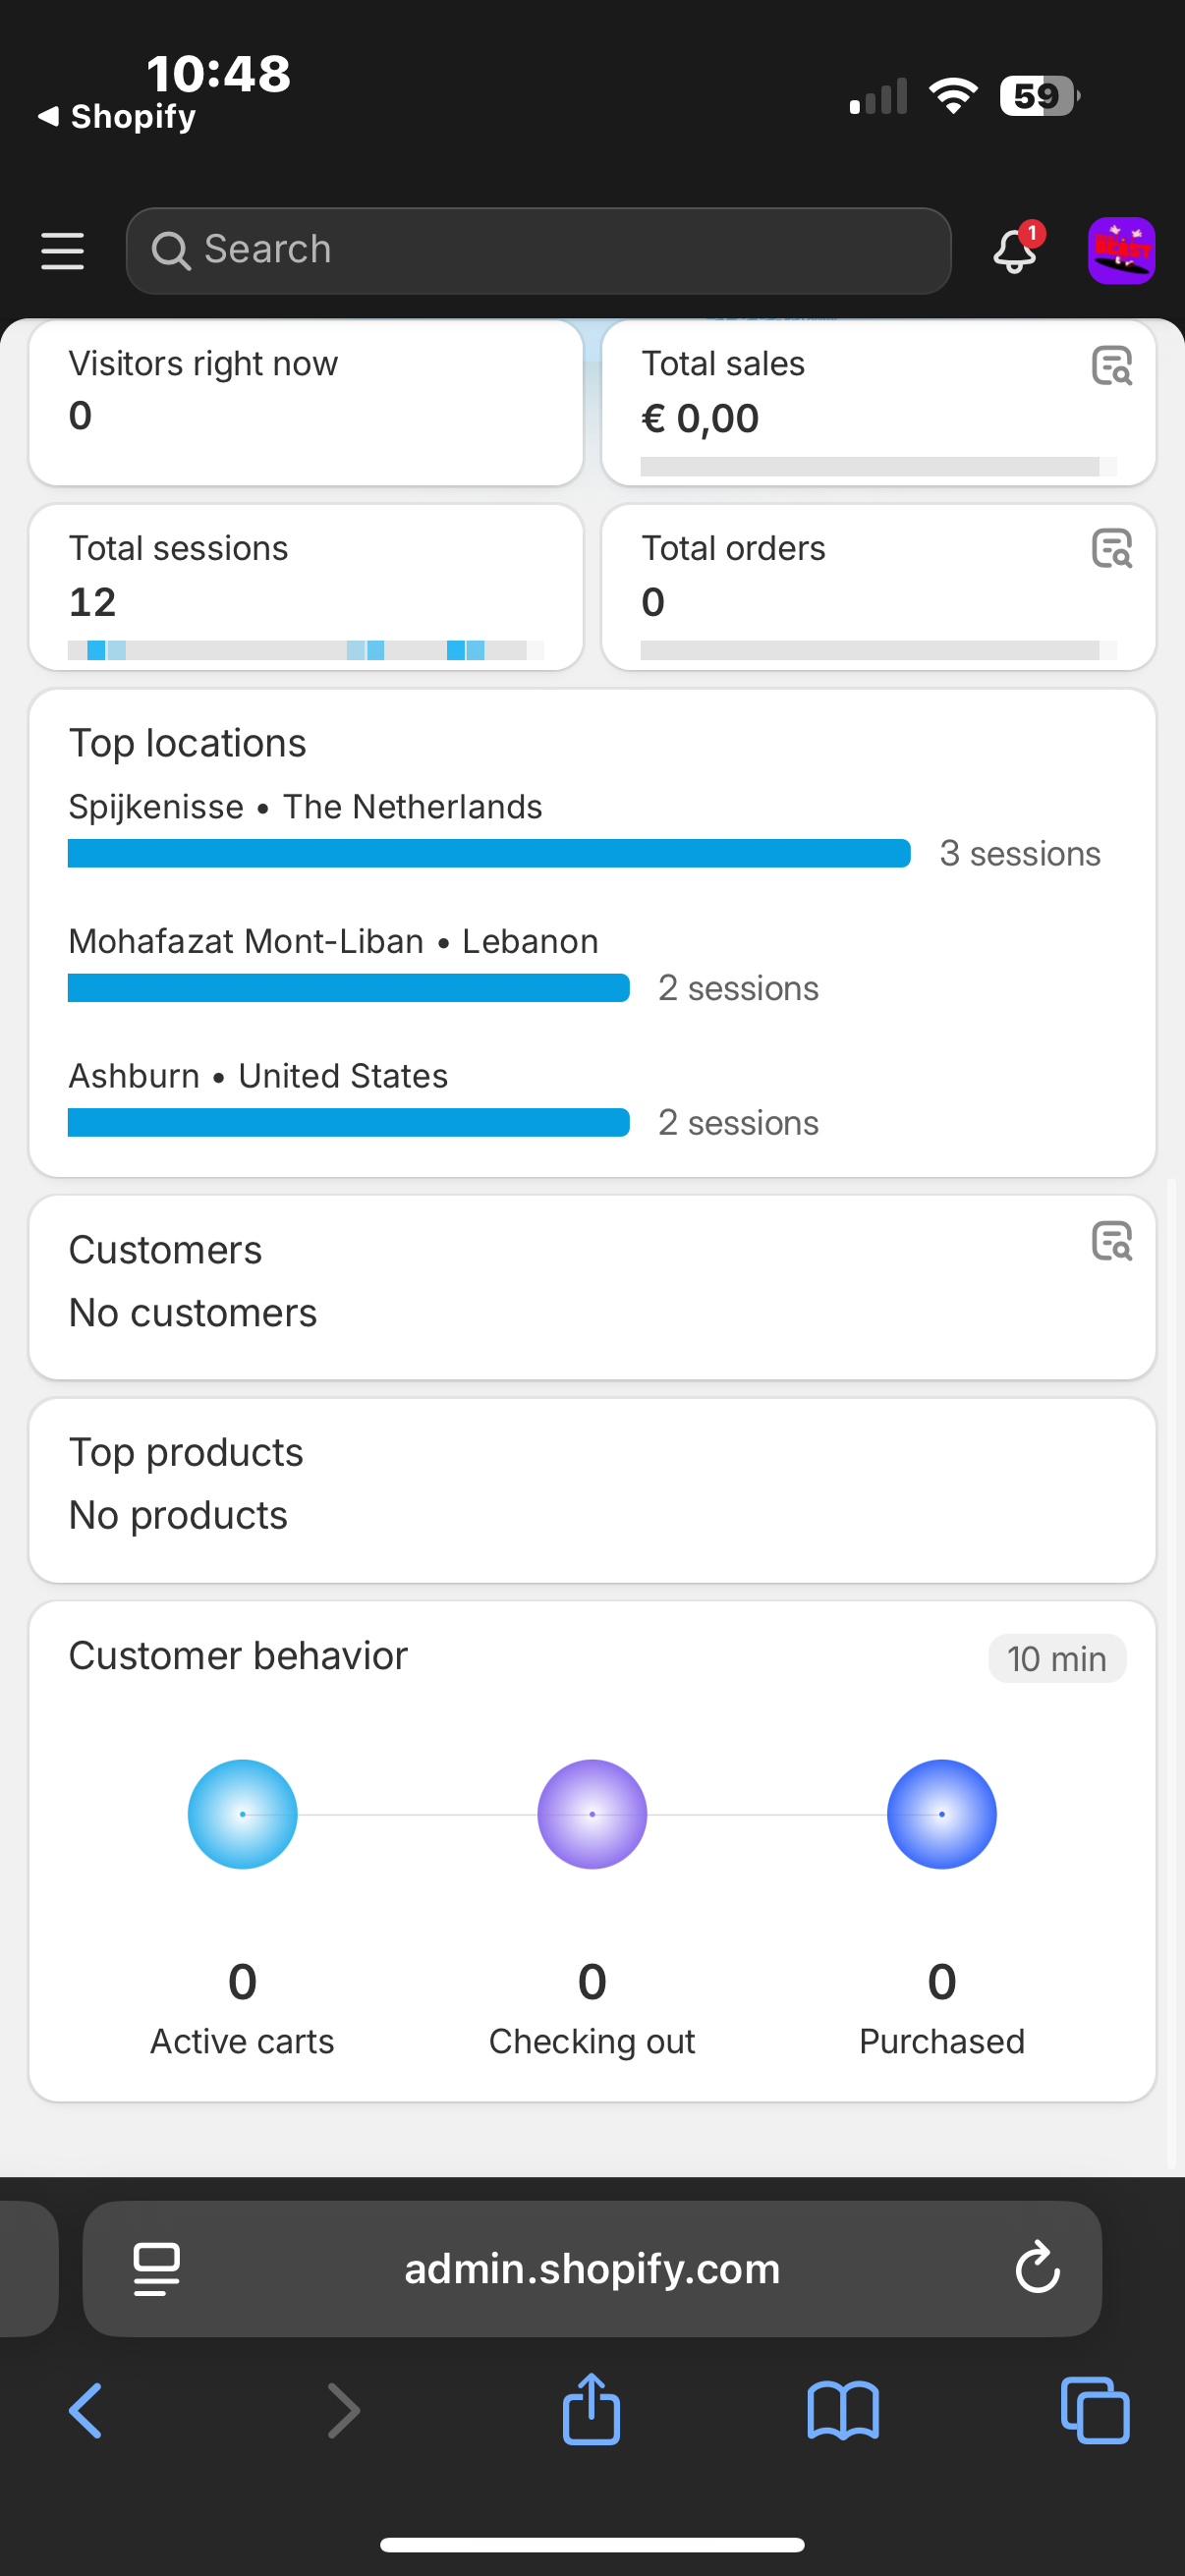 10:48
◀ Shopify
59
Search
1
BEAST
Visitors right now
0
Total sales
€ 0,00
Total sessions
12
Total orders
0
Top locations
Spijkenisse • The Netherlands
3 sessions
Mohafazat Mont-Liban • Lebanon
2 sessions
Ashburn • United States
2 sessions
Customers
No customers
Top products
No products
Customer behavior
10 min
0
0
0
Active carts
Checking out
Purchased
admin.shopify.com